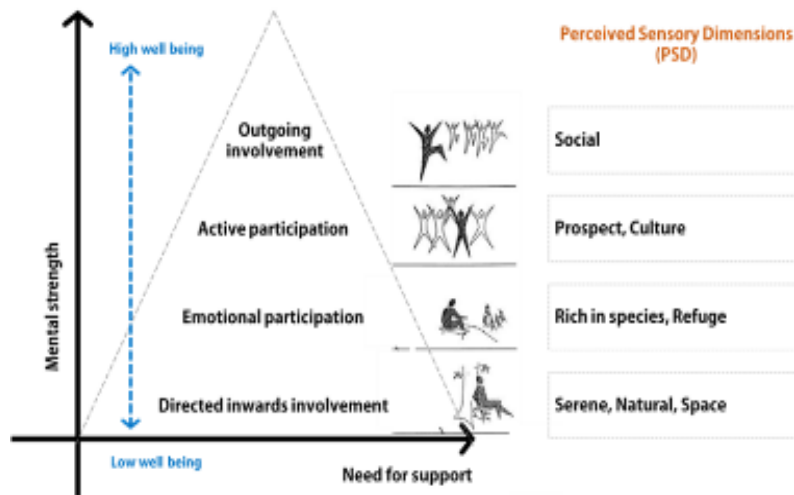 Perceived Sensory Dimensions
(PSD)
High well being
Outgoing
involvement
Social
Active participation
Prospect, Culture
Mental strength
Emotional participation
Rich in species, Refuge
Directed inwards involvement
Serene, Natural, Space
Low well being
Need for support